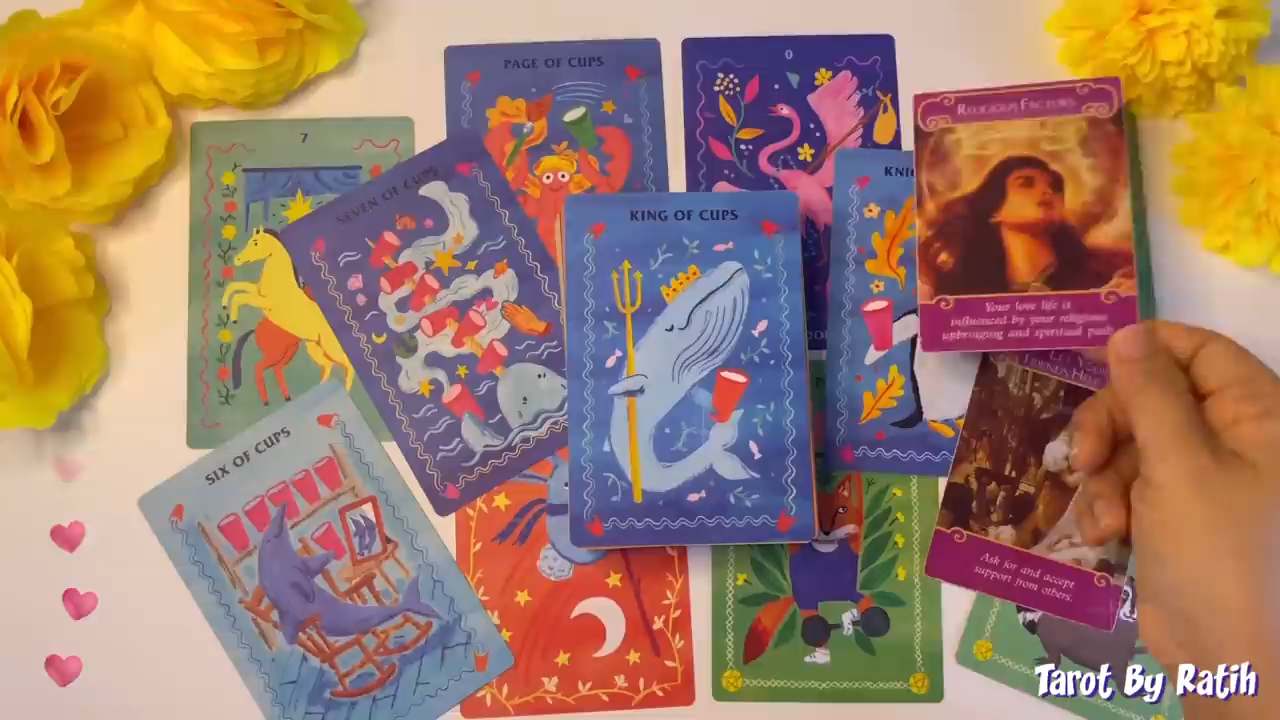 PAGE OF CUPS
0
7
SEVEN OF CUPS
KING OF CUPS
RELIGIOUS FACTORS
Your love life is
influenced by your religious
upbringing and spiritual path
SIX OF CUPS
FRIENDS HELP
Ask for and accept
support from others.
Tarot By Ratih